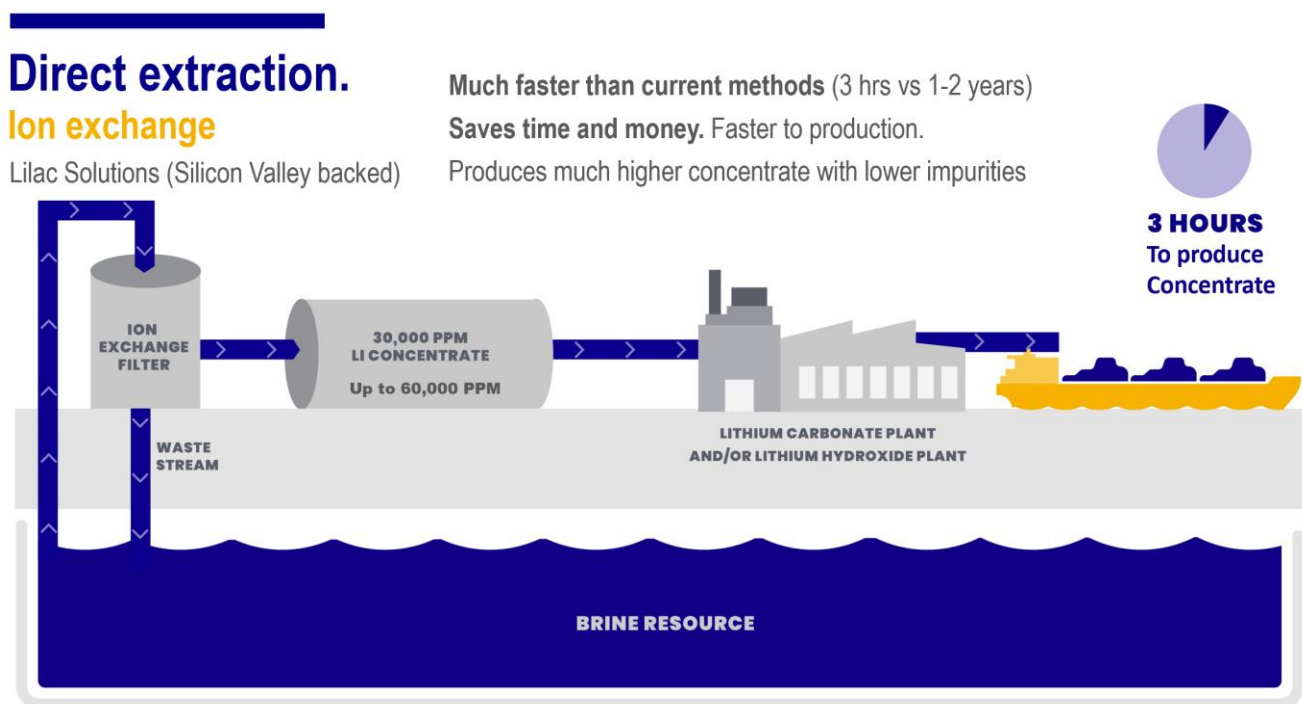 Direct extraction.
Ion exchange
Lilac Solutions (Silicon Valley backed)
Much faster than current methods (3 hrs vs 1-2 years)
Saves time and money. Faster to production.
Produces much higher concentrate with lower impurities
3 HOURS
To produce
Concentrate
ION
EXCHANGE
FILTER
30,000 PPM
LI CONCENTRATE
Up to 60,000 PPM
WASTE
STREAM
LITHIUM CARBONATE PLANT
AND/OR LITHIUM HYDROXIDE PLANT
BRINE RESOURCE